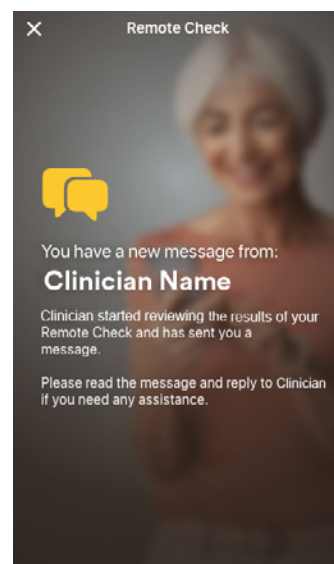 Remote Check
You have a new message from:
Clinician Name
Clinician started reviewing the results of your
Remote Check and has sent you a
message.
Please read the message and reply to Clinician
if you need any assistance.